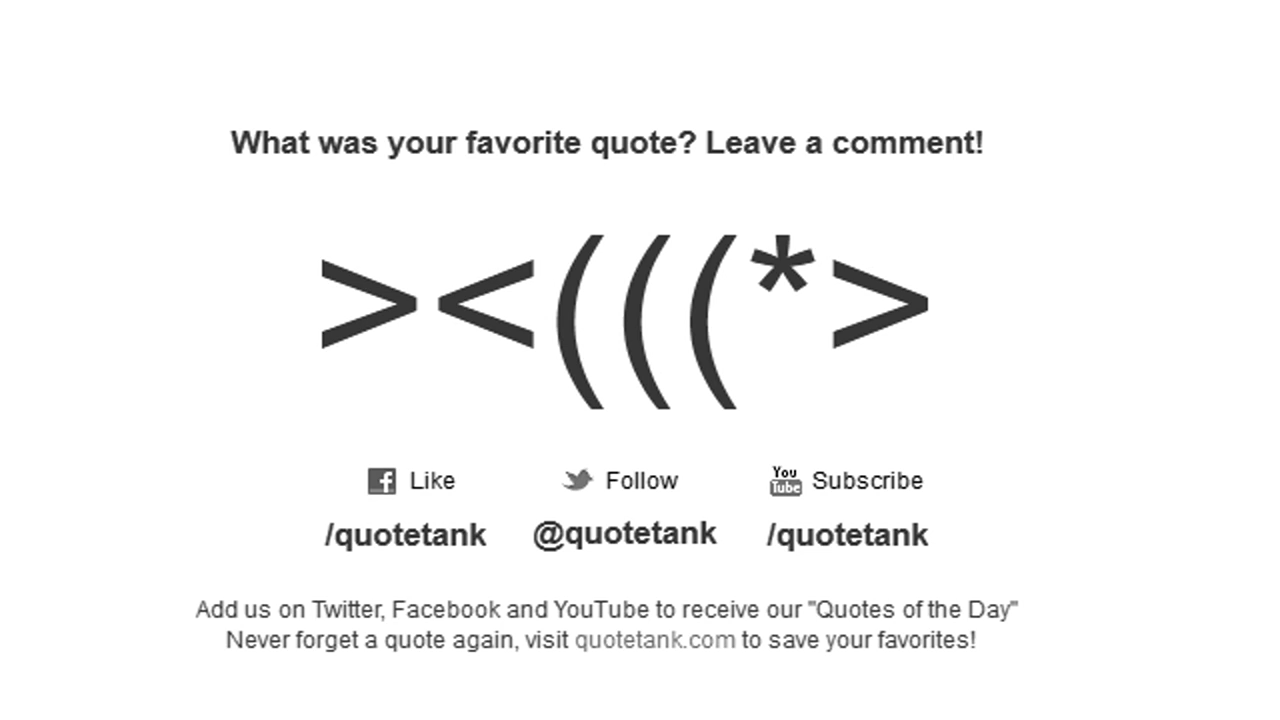 What was your favorite quote? Leave a comment!
><(((*>
Like Follow You Tube Subscribe
/quotetank @quotetank /quotetank
Add us on Twitter, Facebook and YouTube to receive our "Quotes of the Day"
Never forget a quote again, visit quotetank.com to save your favorites!